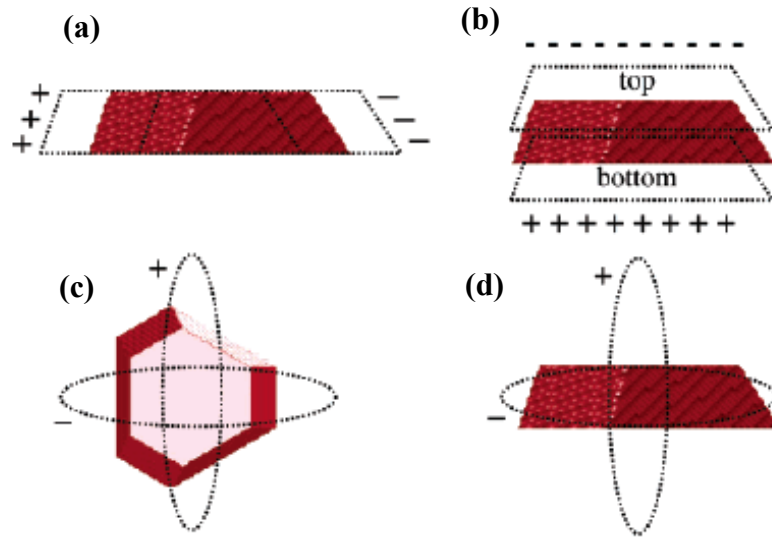 (a)
+
+
+
−
−
−
(b)
- - - - - - - - -
top
bottom
+ + + + + + + +
(c)
+
−
(d)
+
−